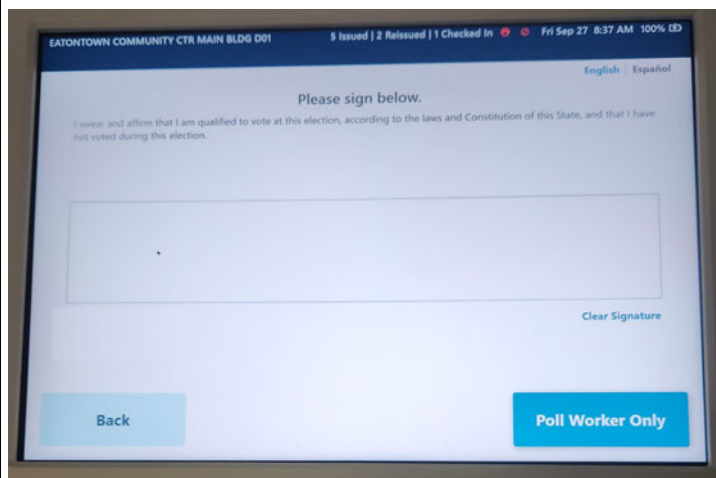 EATONTOWN COMMUNITY CTR MAIN BLDG D01
5 Issued | 2 Reissued | 1 Checked In
Fri Sep 27 8:37 AM 100%
English | Español
Please sign below.
I swear and affirm that I am qualified to vote at this election, according to the laws and Constitution of this State, and that I have
not voted during this election.
Clear Signature
Back
Poll Worker Only